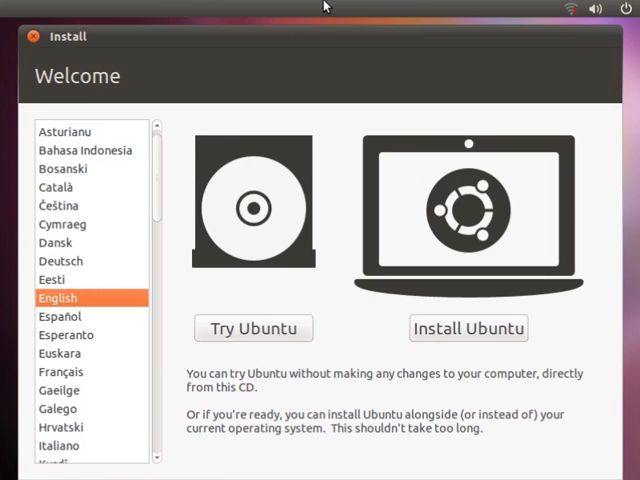 Install
Welcome
Asturianu
Bahasa Indonesia
Bosanski
Català
Čeština
Cymraeg
Dansk
Deutsch
Eesti
English
Español
Esperanto
Euskara
Français
Gaeilge
Galego
Hrvatski
Italiano
Try Ubuntu
Install Ubuntu
You can try Ubuntu without making any changes to your computer, directly
from this CD.
Or if you're ready, you can install Ubuntu alongside (or instead of) your
current operating system.  This shouldn't take too long.